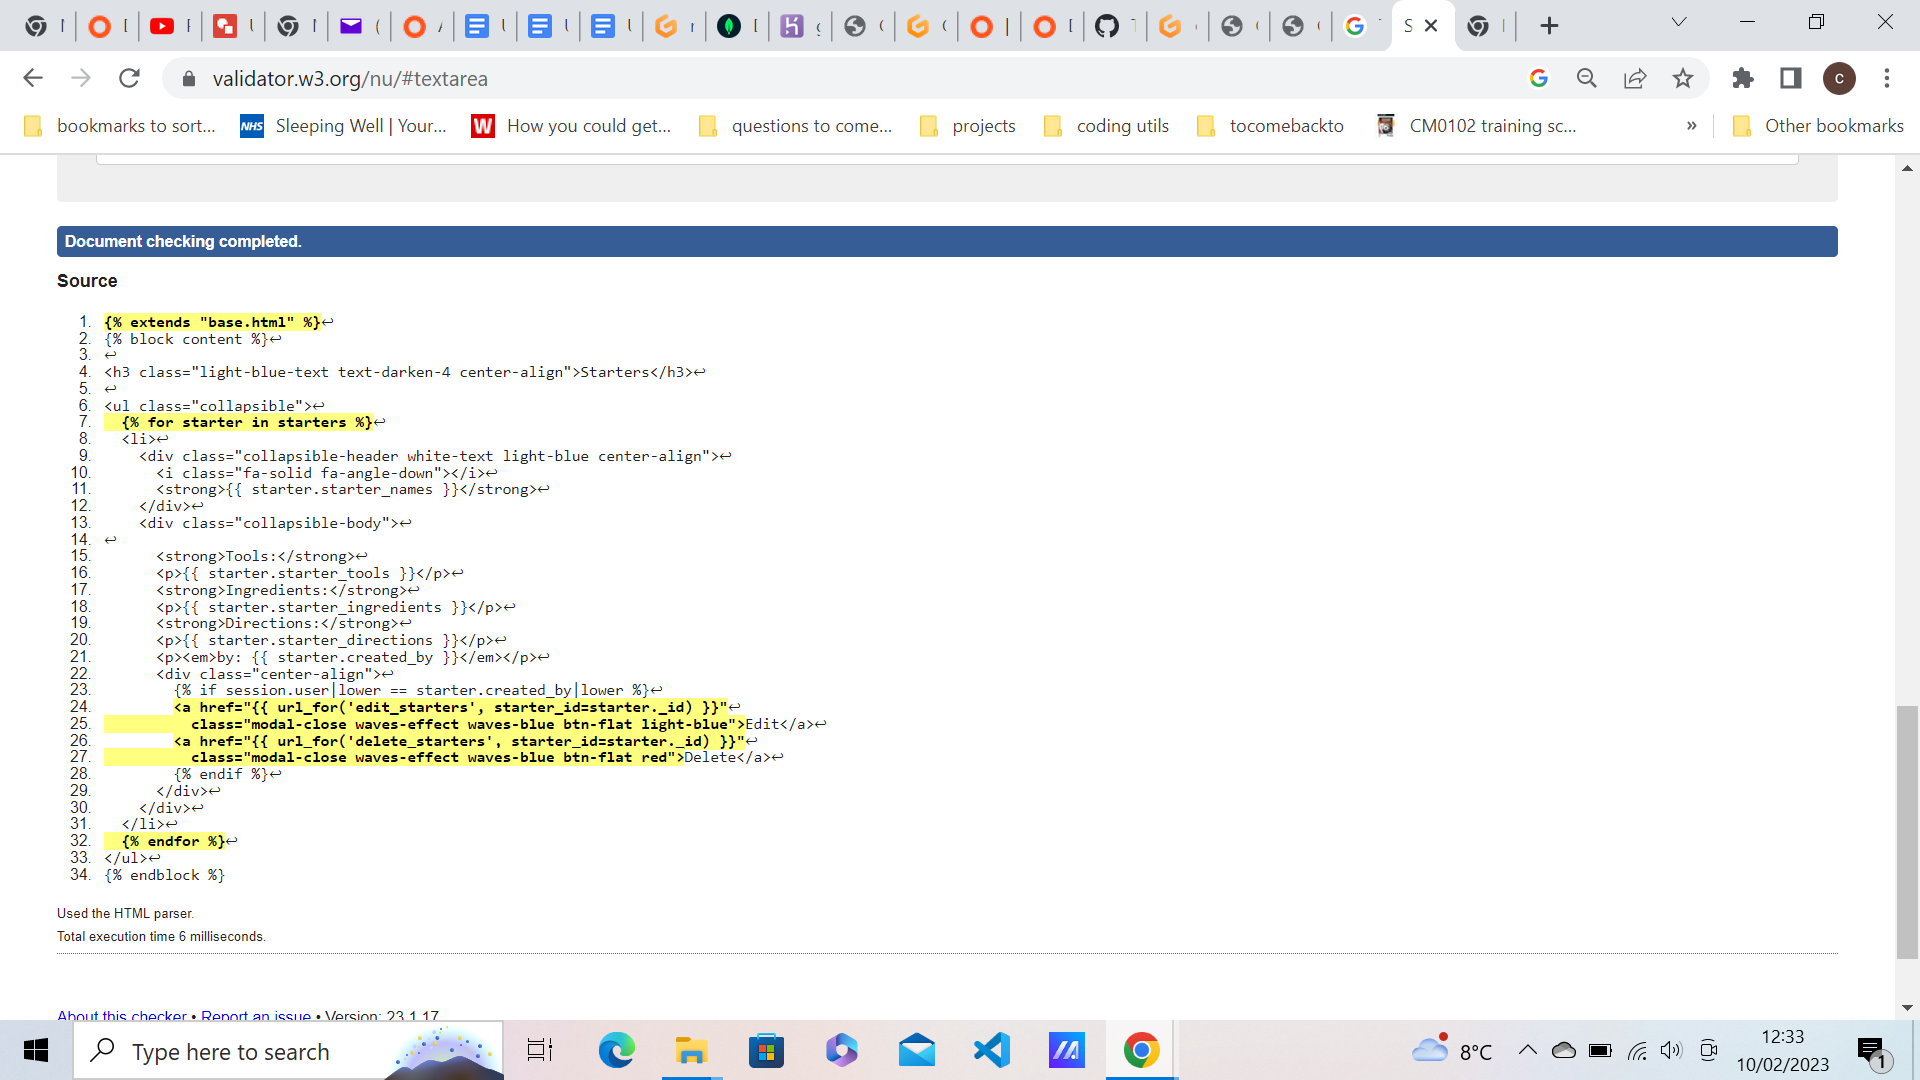 validator.w3.org/nu/#textarea
bookmarks to sort...
NHS
Sleeping Well | Your...
W
How you could get...
questions to come...
projects
coding utils
tocomebackto
CM0102 training sc...
»
Other bookmarks
Document checking completed.
Source
1. {% extends "base.html" %}↩
2. {% block content %}↩
3. ↩
4. <h3 class="light-blue-text text-darken-4 center-align">Starters</h3>↩
5. ↩
6. <ul class="collapsible">↩
7. {% for starter in starters %}↩
8. <li>↩
9. <div class="collapsible-header white-text light-blue center-align">↩
10. <i class="fa-solid fa-angle-down"></i>↩
11. <strong>{{ starter.starter_names }}</strong>↩
12. </div>↩
13. <div class="collapsible-body">↩
14. ↩
15. <strong>Tools:</strong>↩
16. <p>{{ starter.starter_tools }}</p>↩
17. <strong>Ingredients:</strong>↩
18. <p>{{ starter.starter_ingredients }}</p>↩
19. <strong>Directions:</strong>↩
20. <p>{{ starter.starter_directions }}</p>↩
21. <p><em>by: {{ starter.created_by }}</em></p>↩
22. <div class="center-align">↩
23. {% if session.user|lower == starter.created_by|lower %}↩
24. <a href="{{ url_for('edit_starters', starter_id=starter._id) }}"↩
25. class="modal-close waves-effect waves-blue btn-flat light-blue">Edit</a>↩
26. <a href="{{ url_for('delete_starters', starter_id=starter._id) }}"↩
27. class="modal-close waves-effect waves-blue btn-flat red">Delete</a>↩
28. {% endif %}↩
29. </div>↩
30. </div>↩
31. </li>↩
32. {% endfor %}↩
33. </ul>↩
34. {% endblock %}
Used the HTML parser.
Total execution time 6 milliseconds.
About this checker • Report an issue • Version: 23.1.17
Type here to search
8°C
12:33
10/02/2023
1